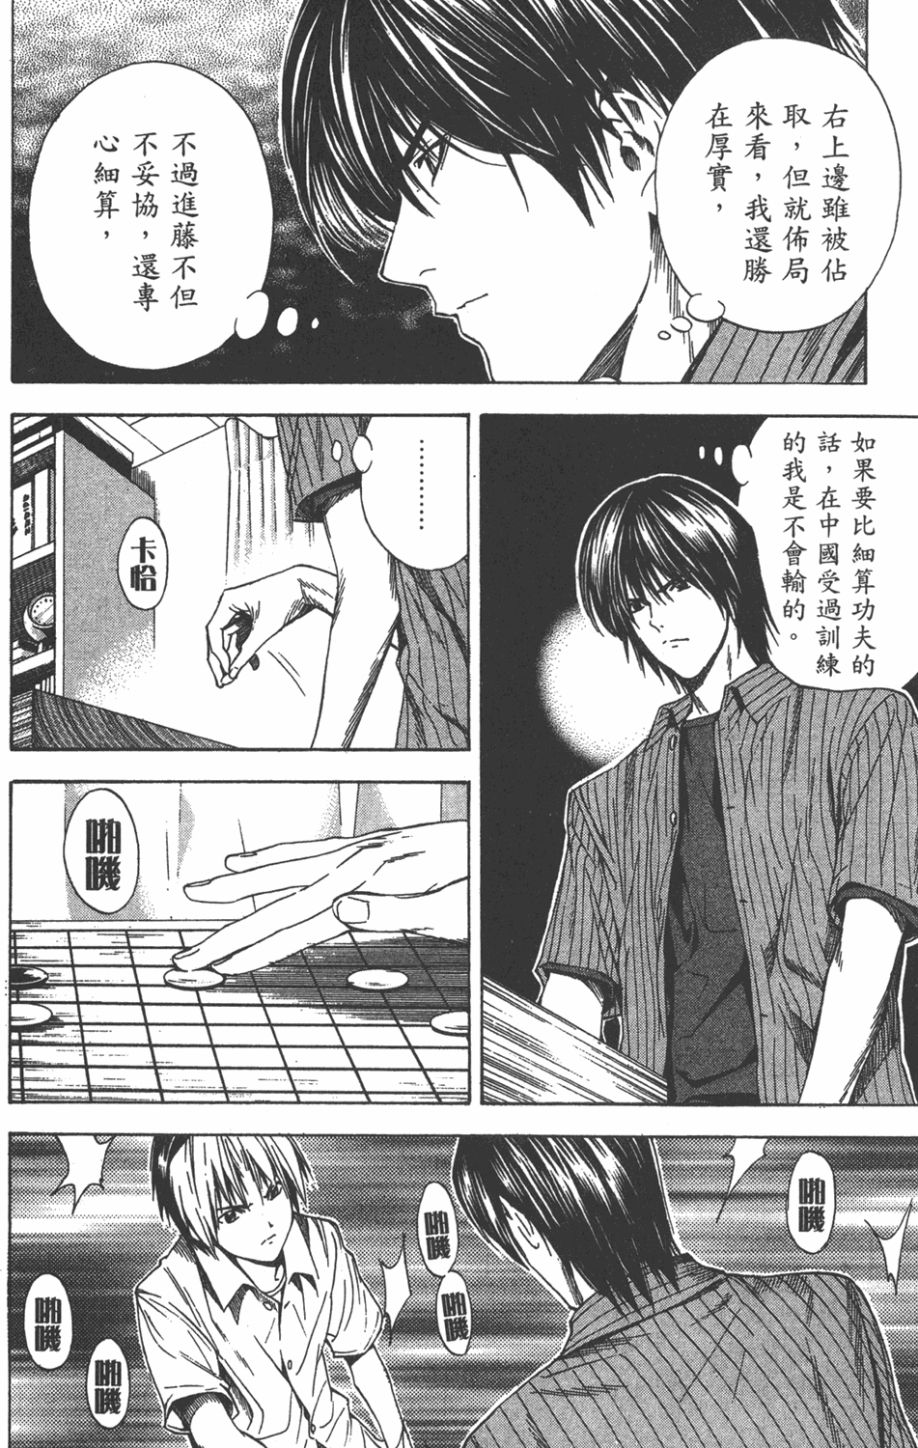 右上邊雖被佔
取，但就佈局
來看，我還勝
在厚實，
不過進藤不但
不妥協，還專
心細算，
如果要比細算功夫的
話，在中國受過訓練
的我是不會輸的。
………
卡恰
啪嘰
啪嘰
啪嘰
啪嘰
啪嘰
啪嘰